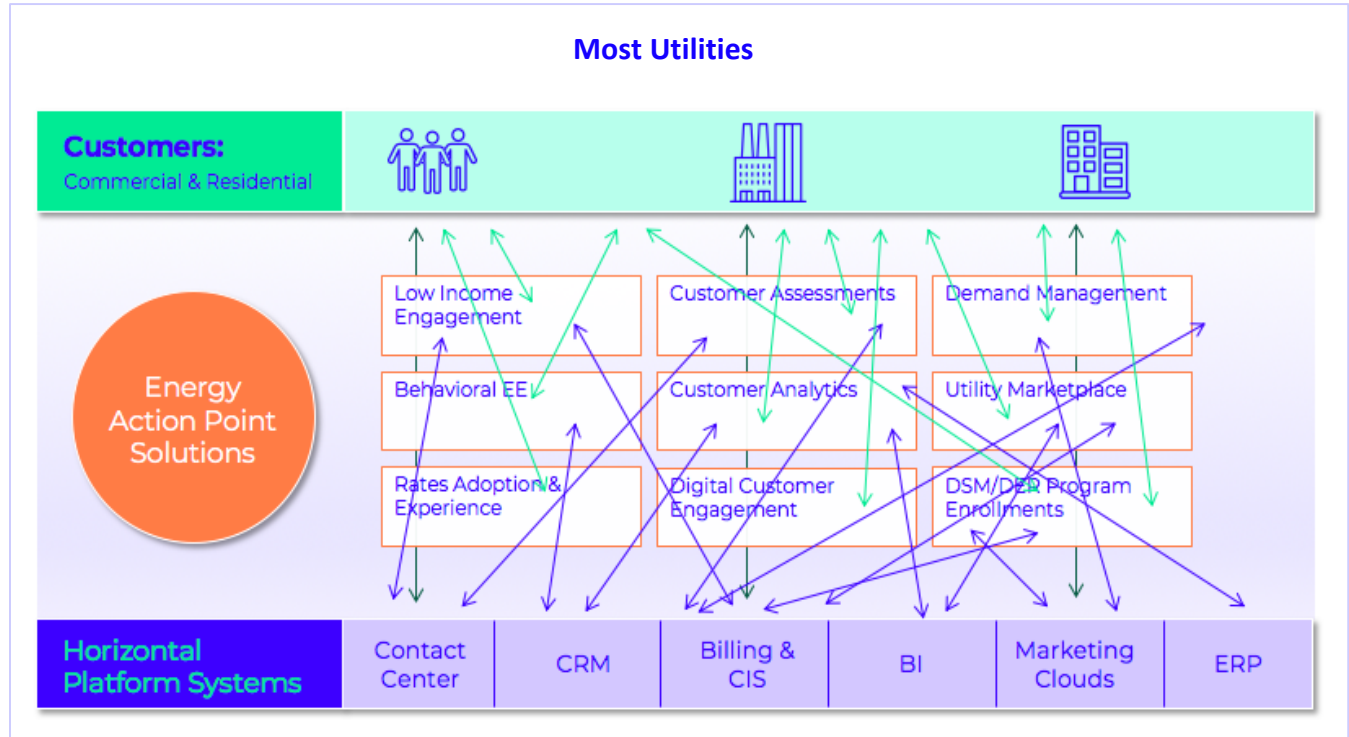 Most Utilities
Customers:
Commercial & Residential
Energy
Action Point
Solutions
Low Income
Engagement
Customer Assessments
Demand Management
Behavioral EE
Customer Analytics
Utility Marketplace
Rates Adoption &
Experience
Digital Customer
Engagement
DSM/DER Program
Enrollments
Horizontal
Platform Systems
Contact
Center
CRM
Billing &
CIS
BI
Marketing
Clouds
ERP